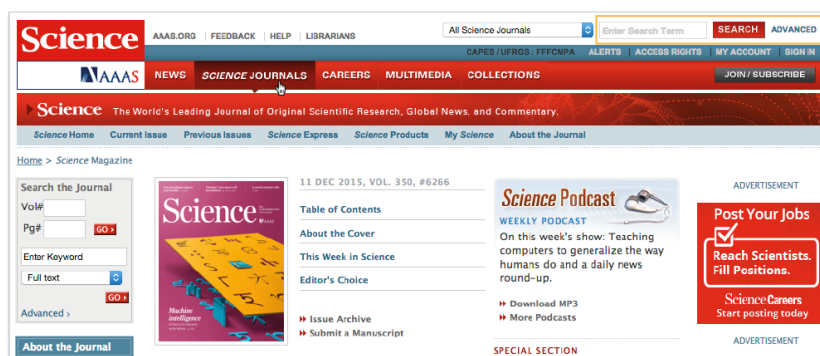 Science
AAAS.ORG | FEEDBACK | HELP | LIBRARIANS
All Science Journals
Enter Search Term
SEARCH
ADVANCED
CAPES / UFRGS : FFFCMPA ALERTS | ACCESS RIGHTS | MY ACCOUNT | SIGN IN
AAAS
NEWS SCIENCE JOURNALS CAREERS MULTIMEDIA COLLECTIONS
JOIN / SUBSCRIBE
Science The World's Leading Journal of Original Scientific Research, Global News, and Commentary.
Science Home Current Issue Previous Issues Science Express Science Products My Science About the Journal
Home > Science Magazine
Search the Journal
Vol#
Pg#
GO
Enter Keyword
Full text
GO
Advanced ›
About the Journal
Science
AAAS
Machine
intelligence
11 DEC 2015, VOL. 350, #6266
Table of Contents
About the Cover
This Week in Science
Editor's Choice
Issue Archive
Submit a Manuscript
Science Podcast
WEEKLY PODCAST
On this week's show: Teaching
computers to generalize the way
humans do and a daily news
round-up.
Download MP3
More Podcasts
SPECIAL SECTION
ADVERTISEMENT
Post Your Jobs
Reach Scientists.
Fill Positions.
Science Careers
Start posting today
ADVERTISEMENT